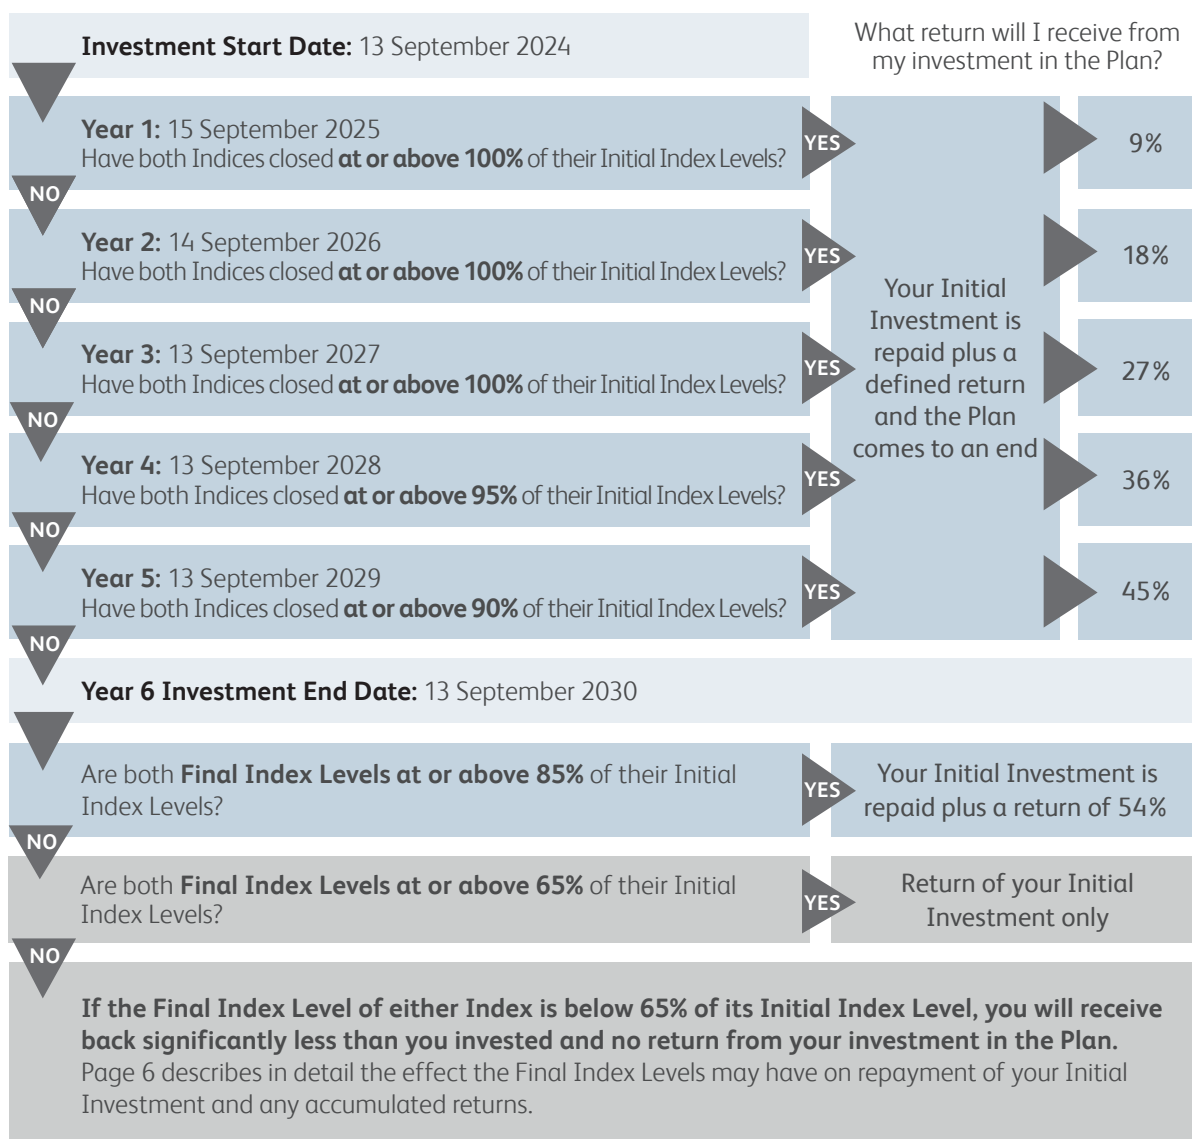 Investment Start Date: 13 September 2024
What return will I receive from
my investment in the Plan?
Year 1: 15 September 2025
Have both Indices closed at or above 100% of their Initial Index Levels?
YES
9%
NO
Year 2: 14 September 2026
Have both Indices closed at or above 100% of their Initial Index Levels?
YES
18%
NO
Year 3: 13 September 2027
Have both Indices closed at or above 100% of their Initial Index Levels?
YES
27%
NO
Year 4: 13 September 2028
Have both Indices closed at or above 95% of their Initial Index Levels?
YES
36%
NO
Year 5: 13 September 2029
Have both Indices closed at or above 90% of their Initial Index Levels?
YES
45%
Your Initial
Investment is
repaid plus a
defined return
and the Plan
comes to an end
NO
Year 6 Investment End Date: 13 September 2030
Are both Final Index Levels at or above 85% of their Initial
Index Levels?
YES
Your Initial Investment is
repaid plus a return of 54%
NO
Are both Final Index Levels at or above 65% of their Initial
Index Levels?
YES
Return of your Initial
Investment only
NO
If the Final Index Level of either Index is below 65% of its Initial Index Level, you will receive
back significantly less than you invested and no return from your investment in the Plan.
Page 6 describes in detail the effect the Final Index Levels may have on repayment of your Initial
Investment and any accumulated returns.